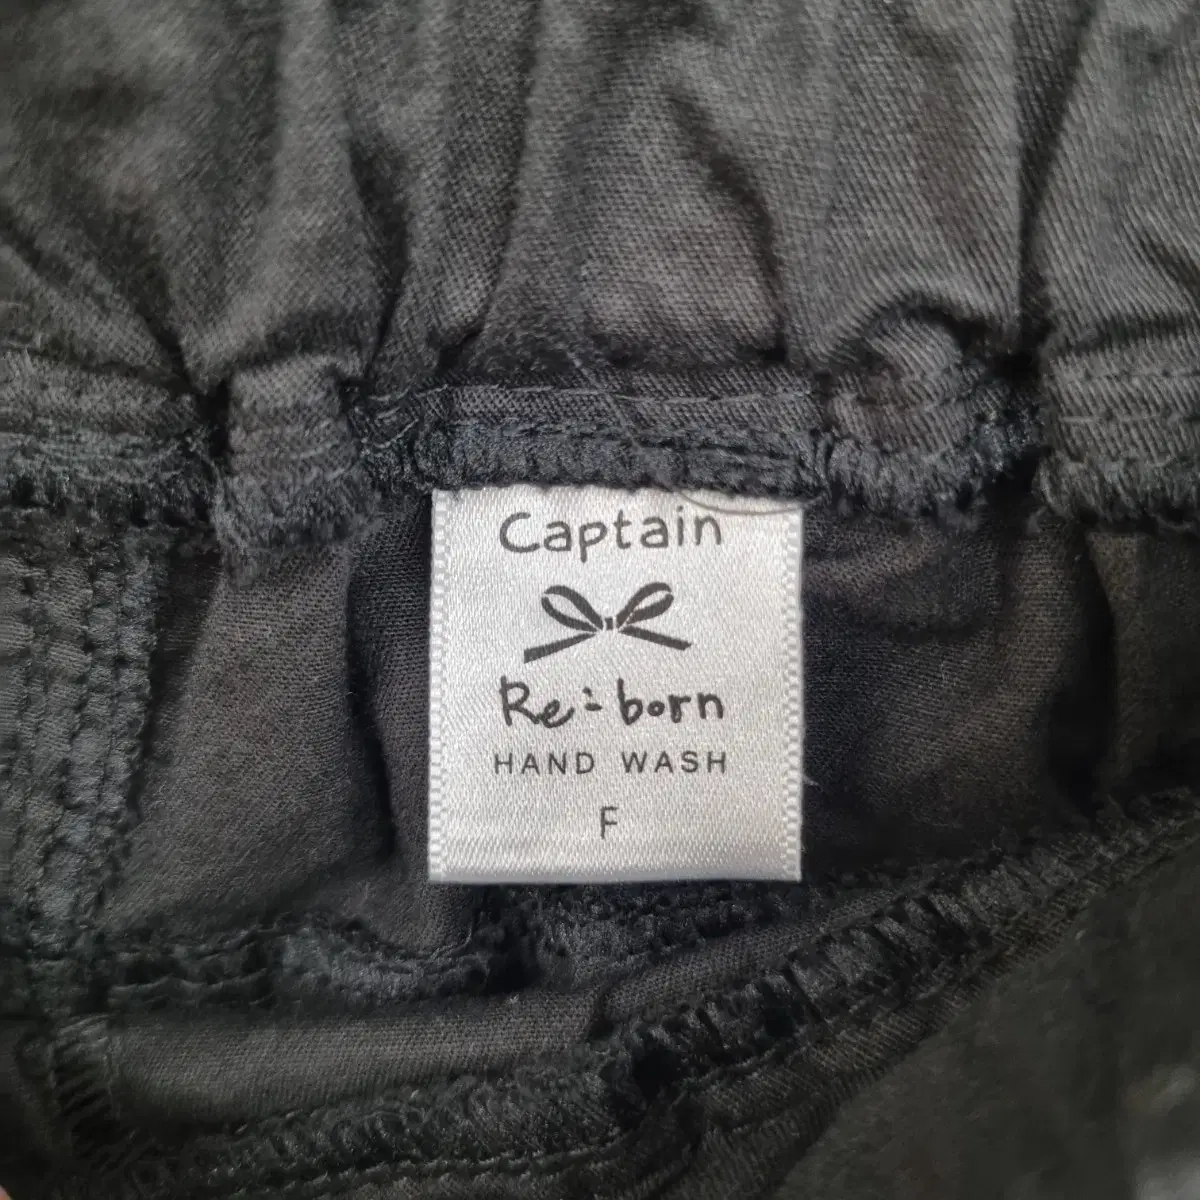 Captain
Re:born
HAND WASH
F